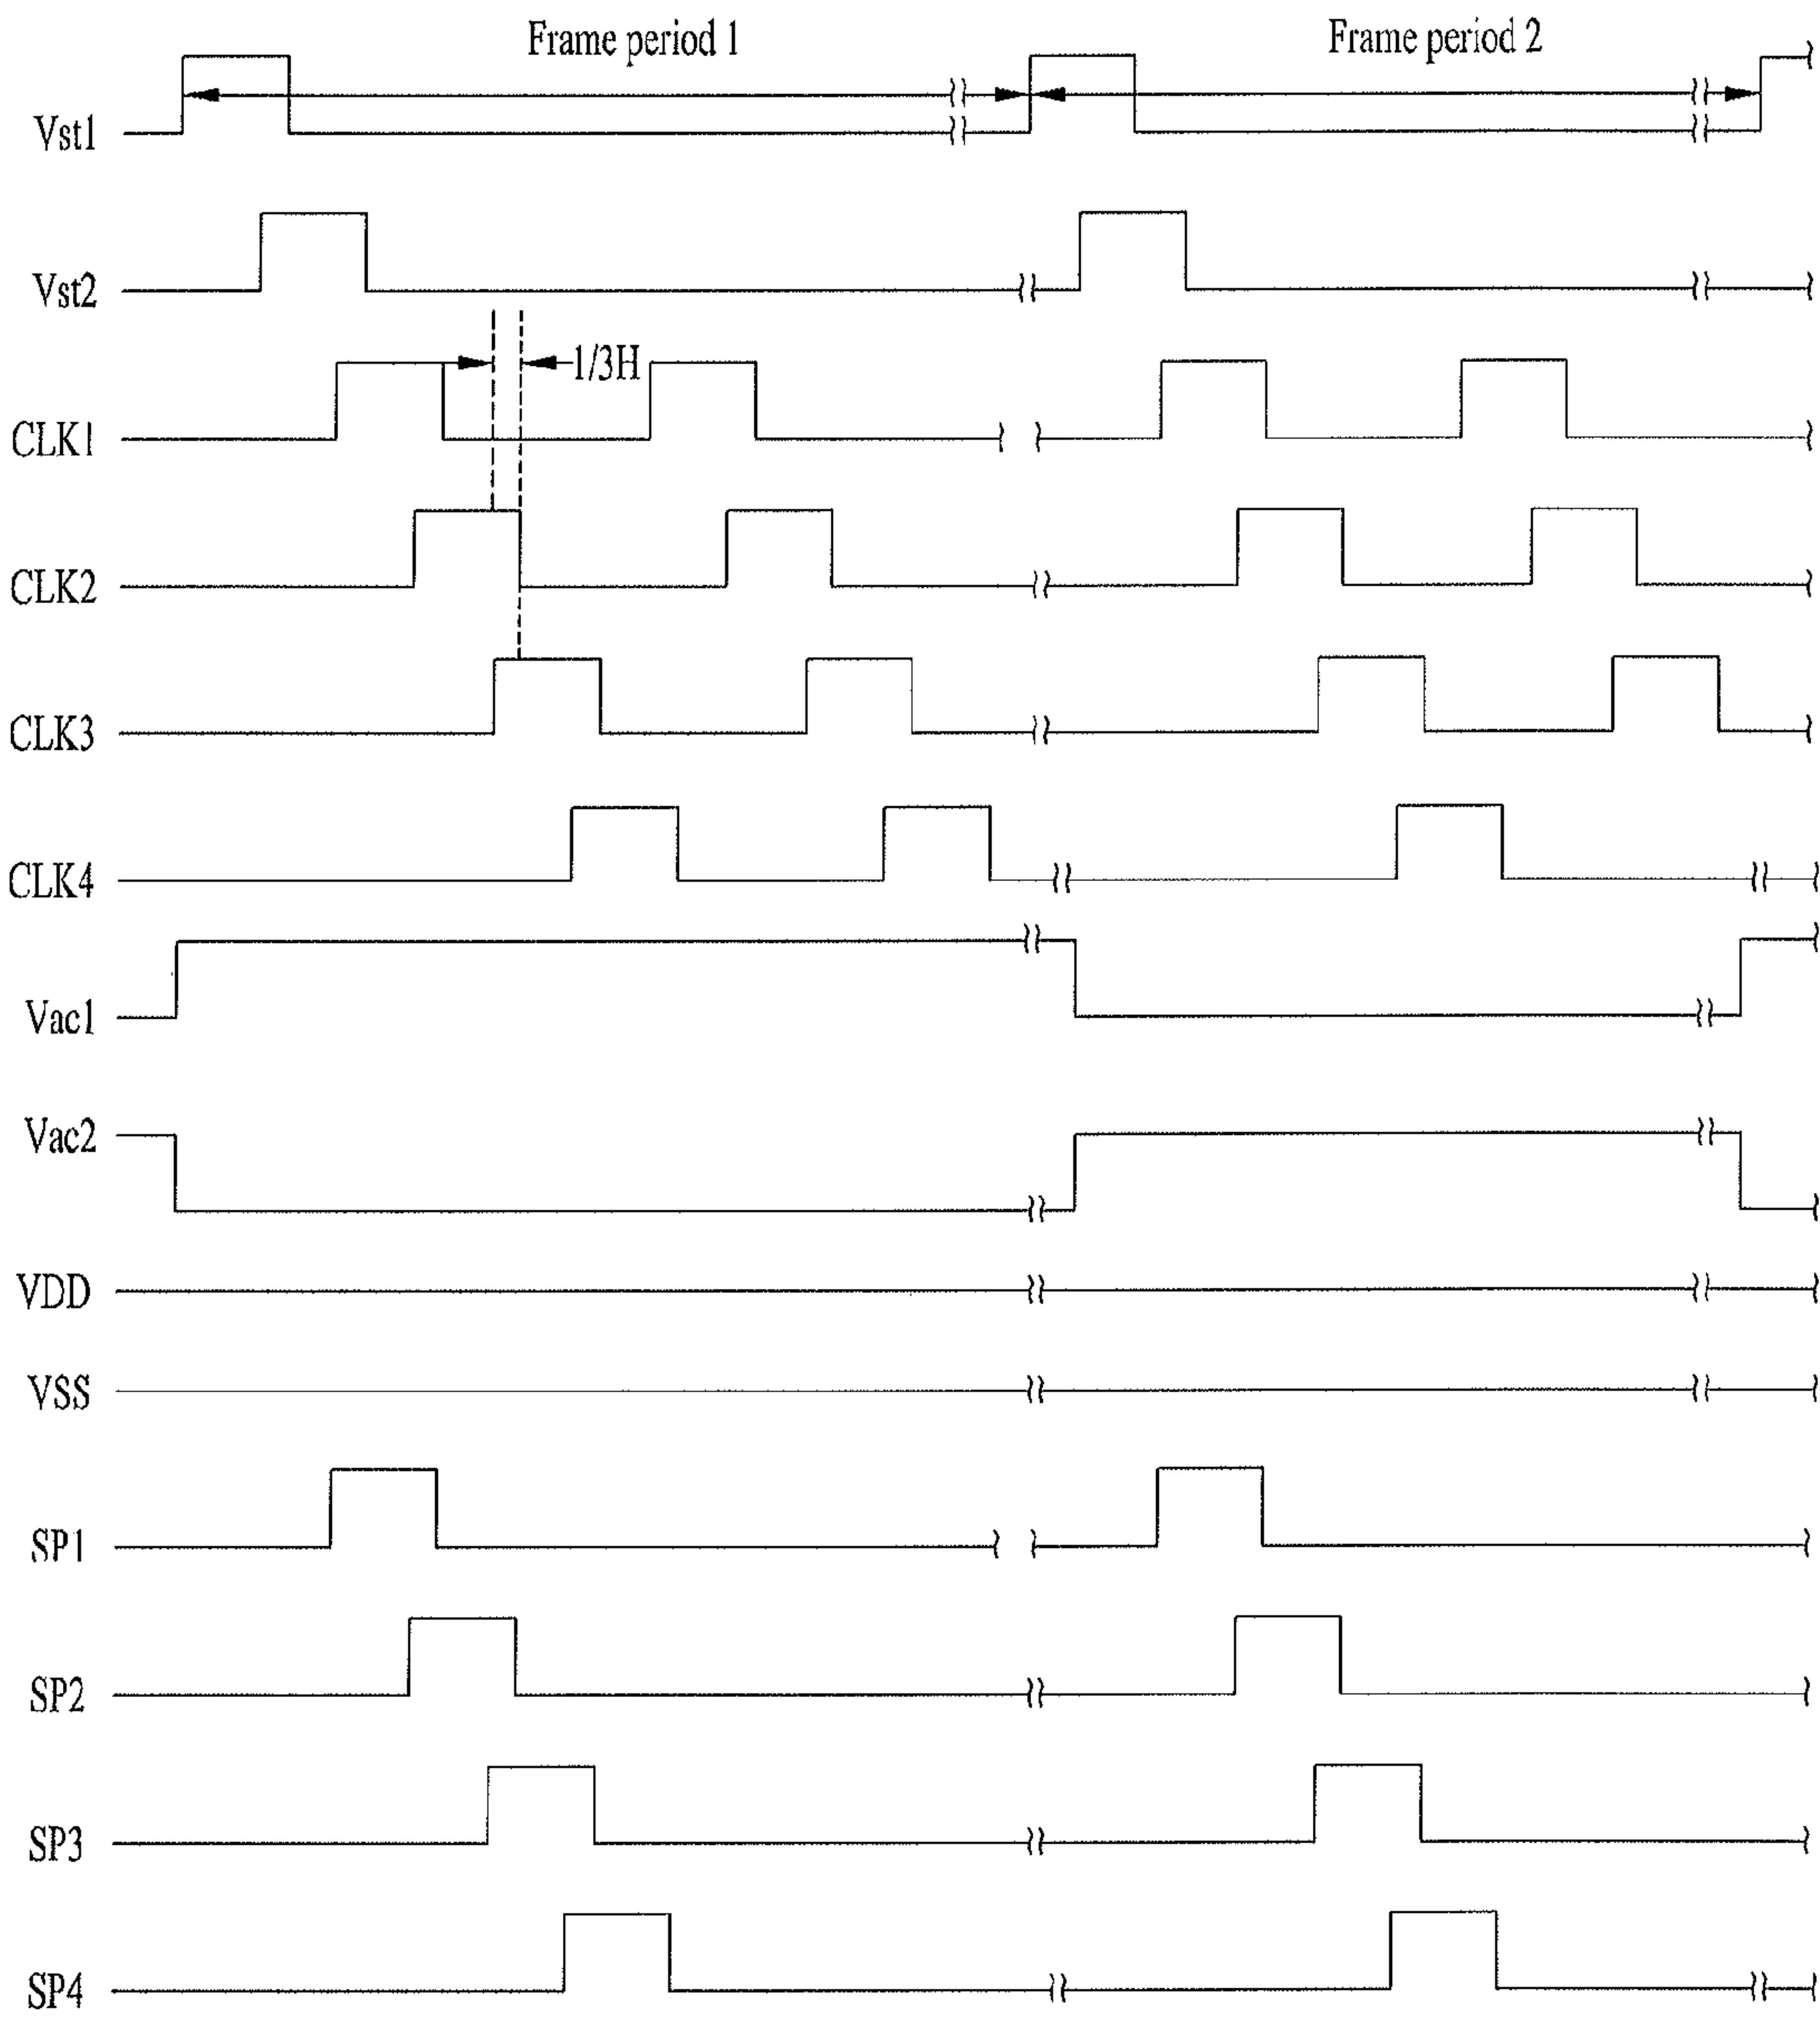 Frame period 1
Frame period 2
Vst1
Vst2
1/3H
CLK1
CLK2
CLK3
CLK4
Vac1
Vac2
VDD
VSS
SP1
SP2
SP3
SP4